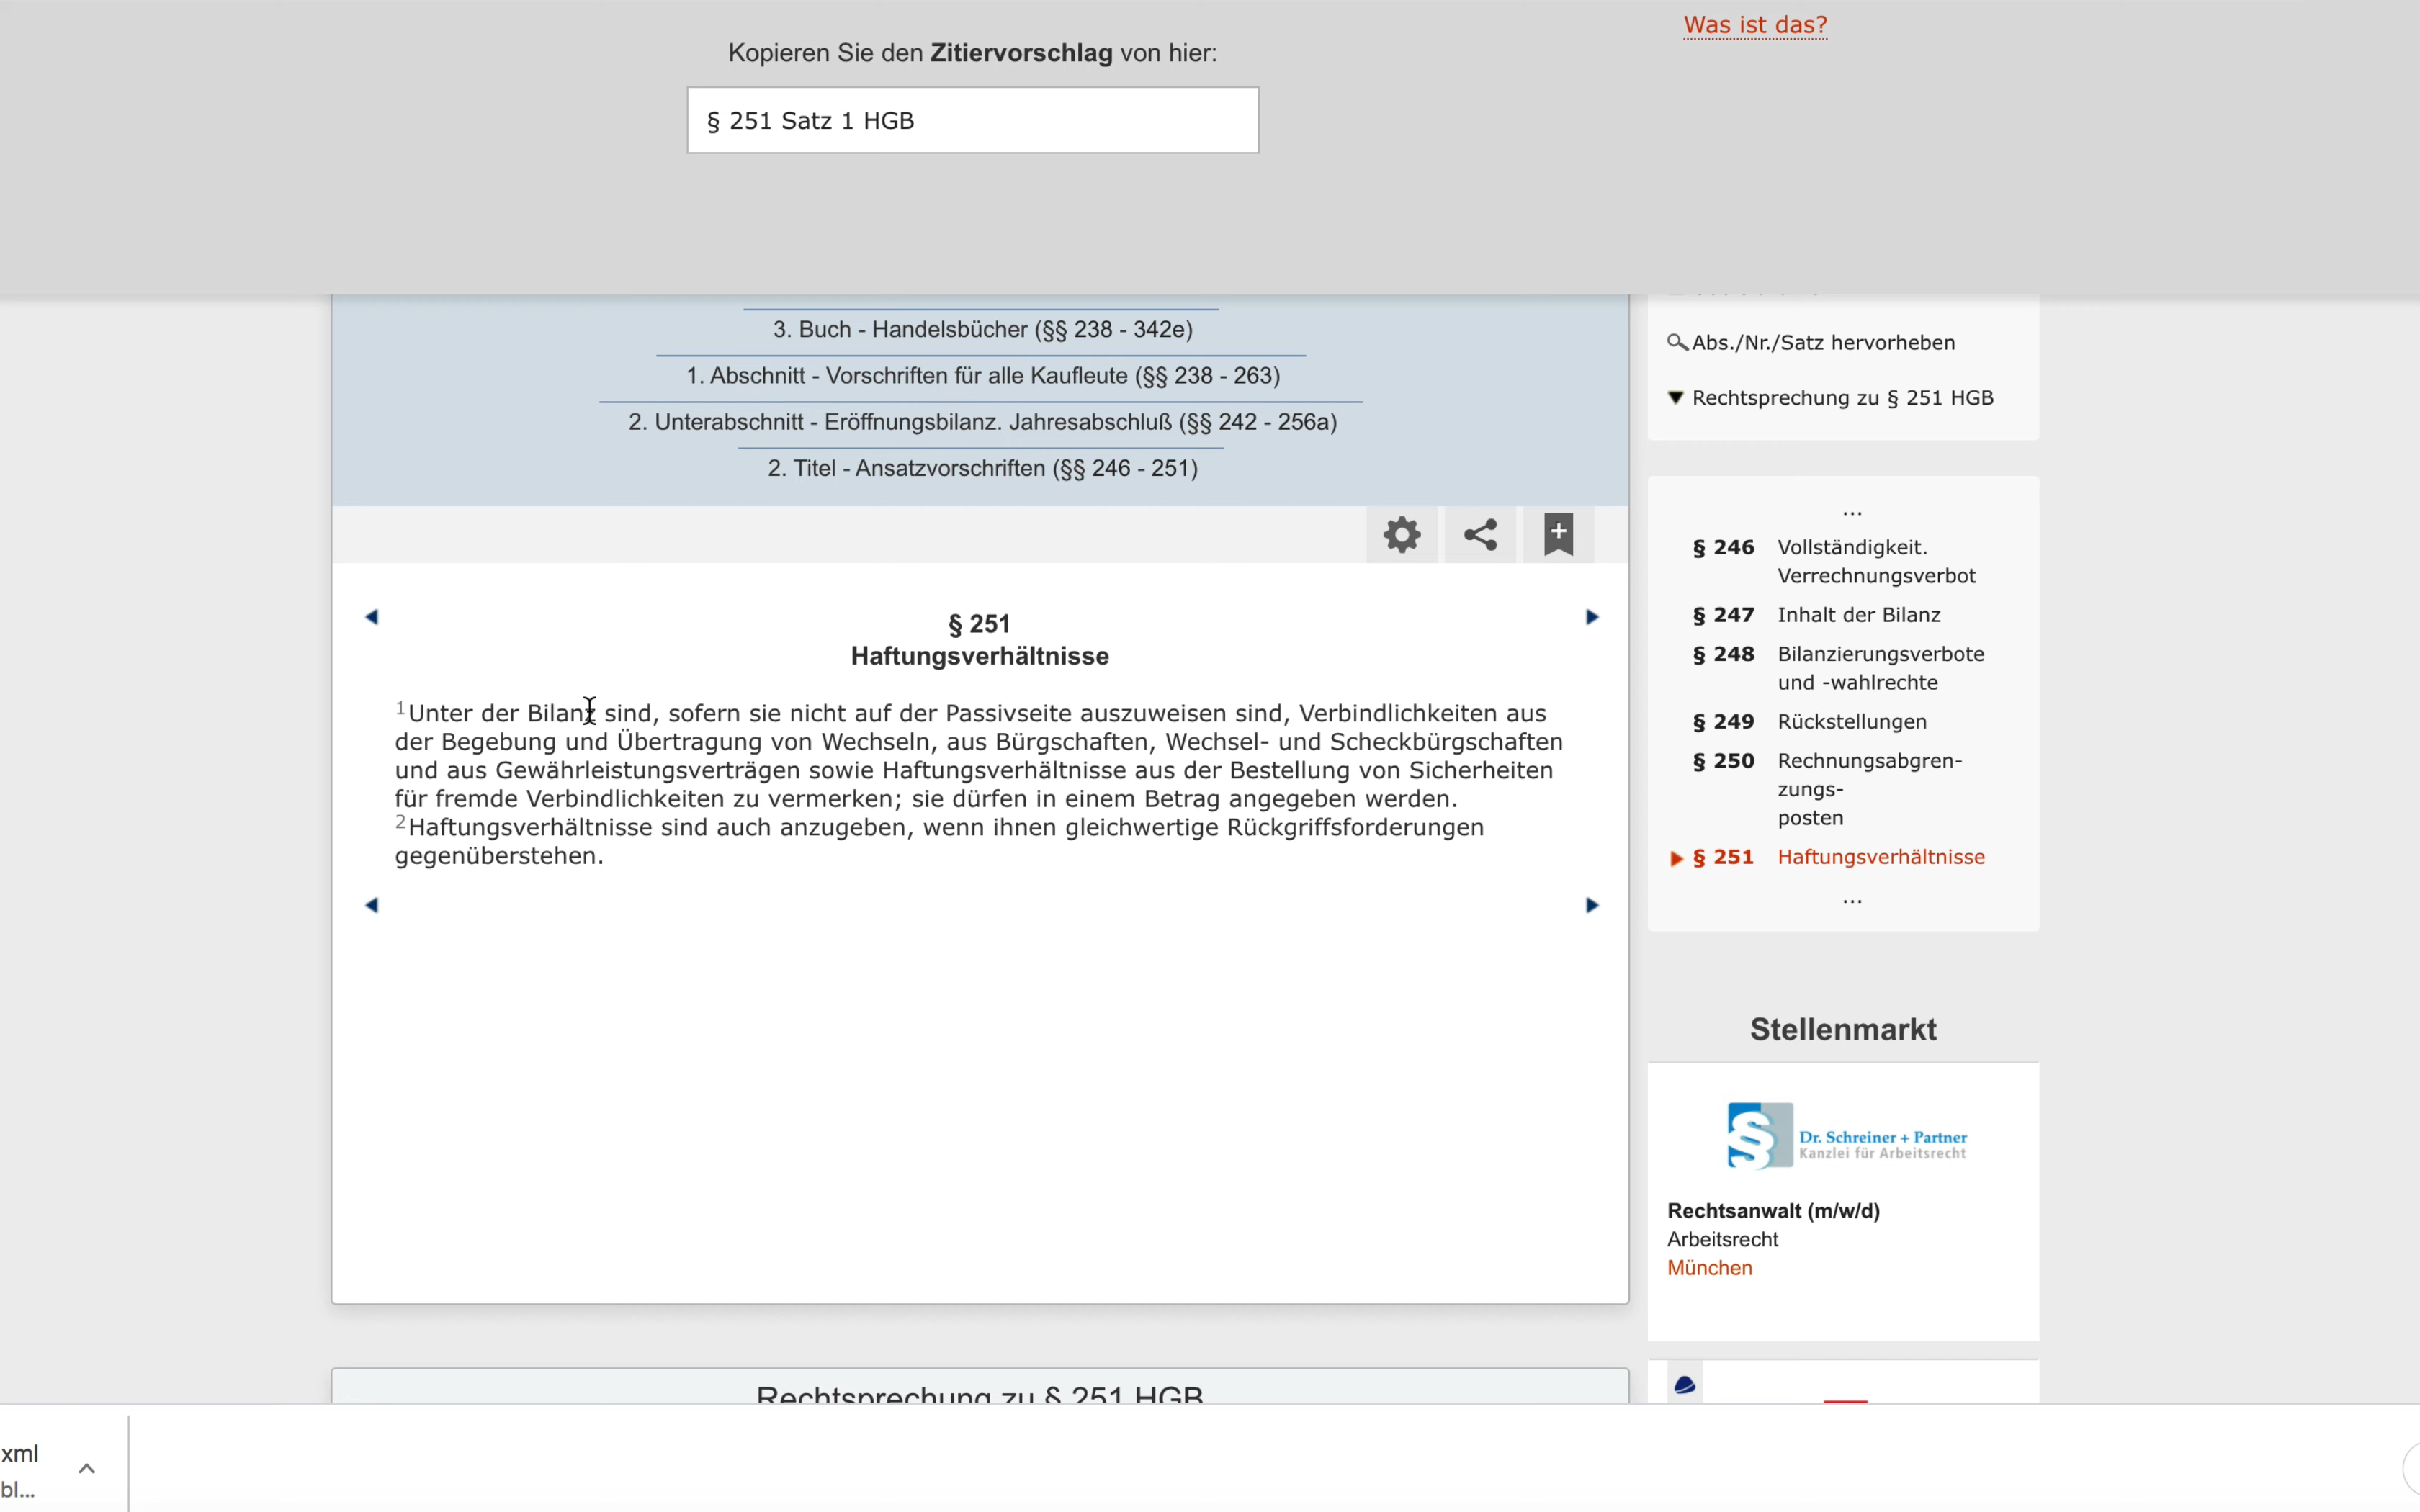 Was ist das?
Kopieren Sie den Zitiervorschlag von hier:
§ 251 Satz 1 HGB
3. Buch - Handelsbücher (§§ 238 - 342e)
1. Abschnitt - Vorschriften für alle Kaufleute (§§ 238 - 263)
2. Unterabschnitt - Eröffnungsbilanz. Jahresabschluß (§§ 242 - 256a)
2. Titel - Ansatzvorschriften (§§ 246 - 251)
§ 251
Haftungsverhältnisse
1Unter der Bilanz sind, sofern sie nicht auf der Passivseite auszuweisen sind, Verbindlichkeiten aus
der Begebung und Übertragung von Wechseln, aus Bürgschaften, Wechsel- und Scheckbürgschaften
und aus Gewährleistungsverträgen sowie Haftungsverhältnisse aus der Bestellung von Sicherheiten
für fremde Verbindlichkeiten zu vermerken; sie dürfen in einem Betrag angegeben werden.
2Haftungsverhältnisse sind auch anzugeben, wenn ihnen gleichwertige Rückgriffsforderungen
gegenüberstehen.
Rechtsprechung zu § 251 HGB
Abs./Nr./Satz hervorheben
Rechtsprechung zu § 251 HGB
...
§ 246 Vollständigkeit.
Verrechnungsverbot
§ 247 Inhalt der Bilanz
§ 248 Bilanzierungsverbote
und -wahlrechte
§ 249 Rückstellungen
§ 250 Rechnungsabgren-
zungs-
posten
§ 251 Haftungsverhältnisse
...
Stellenmarkt
Dr. Schreiner + Partner
Kanzlei für Arbeitsrecht
Rechtsanwalt (m/w/d)
Arbeitsrecht
München
xml
bl...